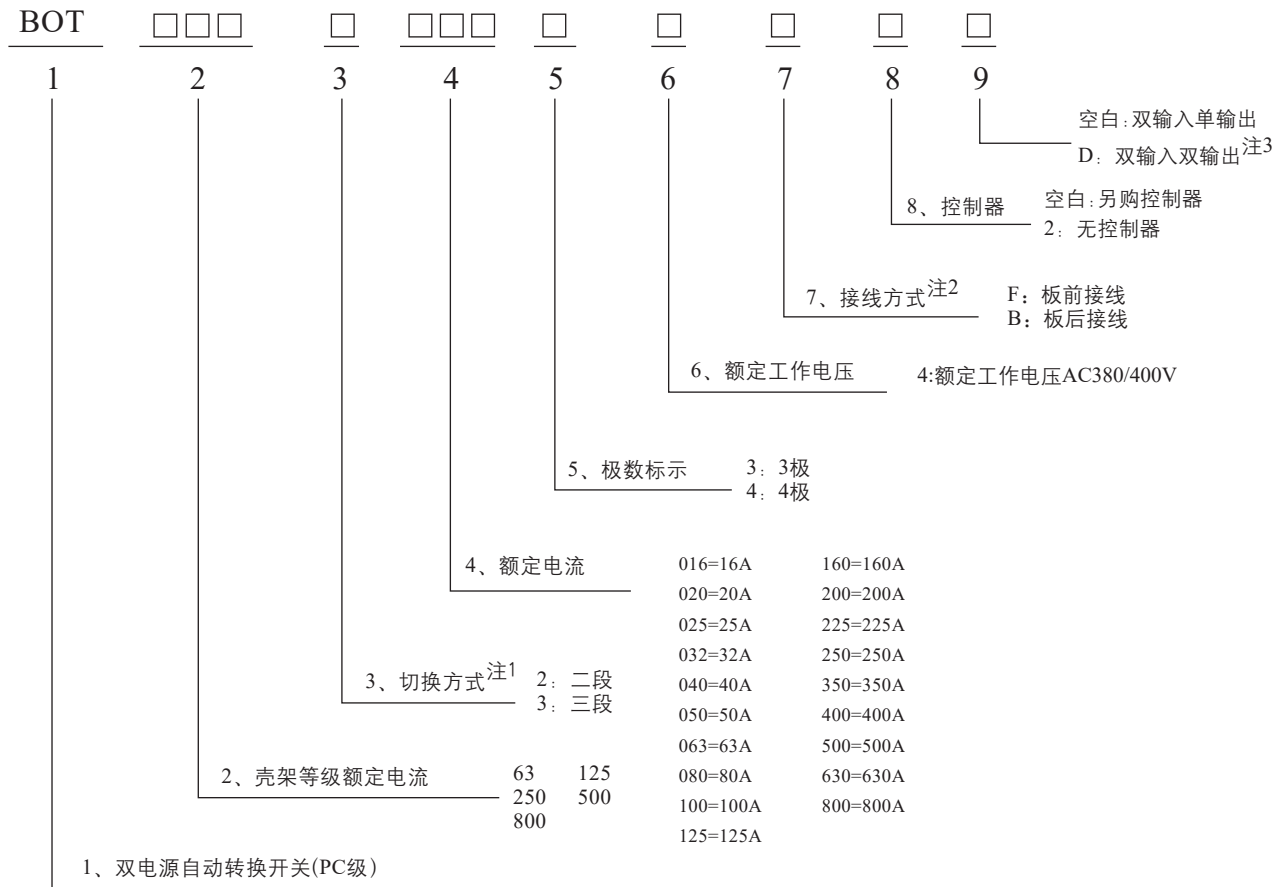 BOT □□□ □ □□□ □ □ □ □ □
1 2 3 4 5 6 7 8 9
空白:双输入单输出
D：双输入双输出注3
8、控制器
空白:另购控制器
2：无控制器
7、接线方式注2
F：板前接线
B：板后接线
6、额定工作电压
4:额定工作电压AC380/400V
5、极数标示
3：3极
4：4极
4、额定电流
016=16A 160=160A
020=20A 200=200A
025=25A 225=225A
032=32A 250=250A
040=40A 350=350A
050=50A 400=400A
063=63A 500=500A
080=80A 630=630A
100=100A 800=800A
125=125A
3、切换方式注1
2：二段
3：三段
2、壳架等级额定电流
63 125
250 500
800
1、双电源自动转换开关(PC级)